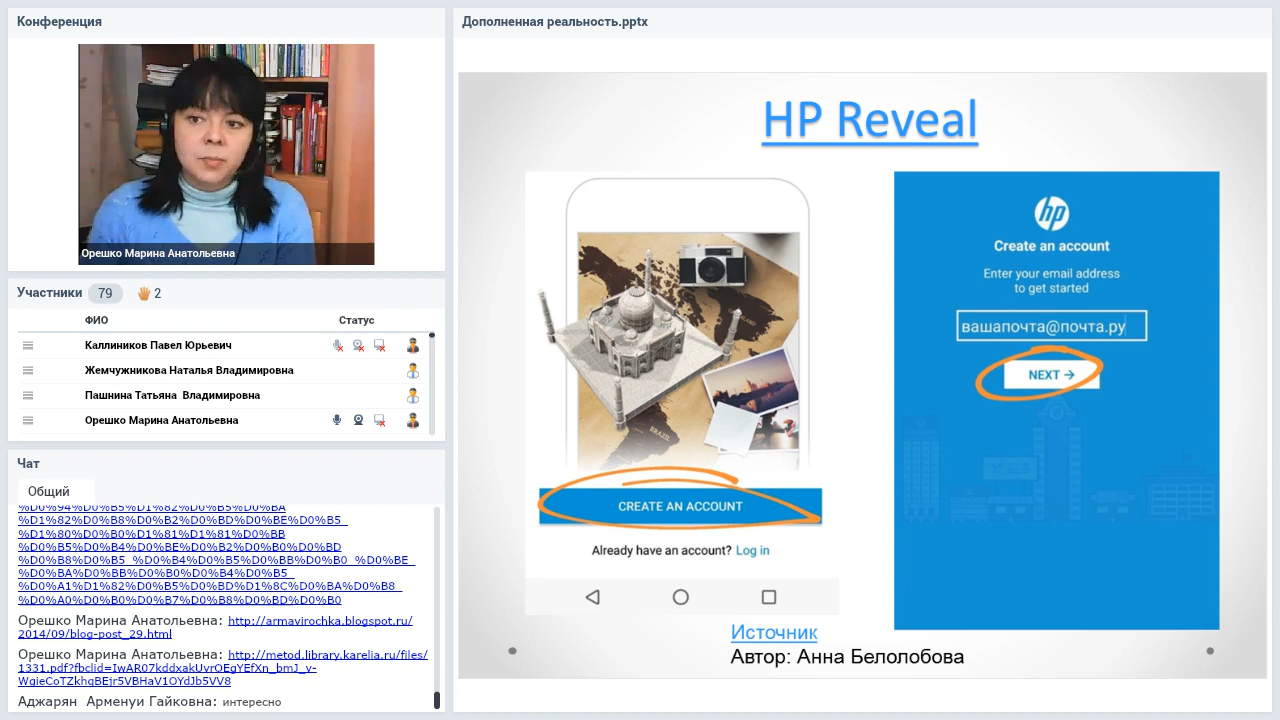 Конференция
Орешко Марина Анатольевна
Участники 79 2
ФИО Статус
Каллиников Павел Юрьевич
Жемчужникова Наталья Владимировна
Пашнина Татьяна Владимировна
Орешко Марина Анатольевна
Чат
Общий
%D0%94%D0%B5%D1%82%D0%B5%D0%BA
%D1%82%D0%B8%D0%B2%D0%BD%D0%BE%D0%B5_
%D1%80%D0%B0%D1%81%D1%81%D0%BB
%D0%B5%D0%B4%D0%BE%D0%B2%D0%B0%D0%BD
%D0%B8%D0%B5_%D0%B4%D0%B5%D0%BB%D0%B0_%D0%BE_
%D0%BA%D0%BB%D0%B0%D0%B4%D0%B5_
%D0%A1%D1%82%D0%B5%D0%BD%D1%8C%D0%BA%D0%B8_
%D0%A0%D0%B0%D0%B7%D0%B8%D0%BD%D0%B0
Орешко Марина Анатольевна: http://armavirochka.blogspot.ru/
2014/09/blog-post_29.html
Орешко Марина Анатольевна: http://metod.library.karelia.ru/files/
1331.pdf?fbclid=IwAR07kddxakUvrOEgYEfXn_bmJ_v-
WgieCoTZkhqBEjr5VBHaV1OYdJb5VV8
Аджарян Арменуи Гайковна: интересно
Дополненная реальность.pptx
HP Reveal
BRAZIL
CREATE AN ACCOUNT
Already have an account? Log in
hp
Create an account
Enter your email address
to get started
вашапочта@почта.ру
NEXT →
Источник
Автор: Анна Белолобова